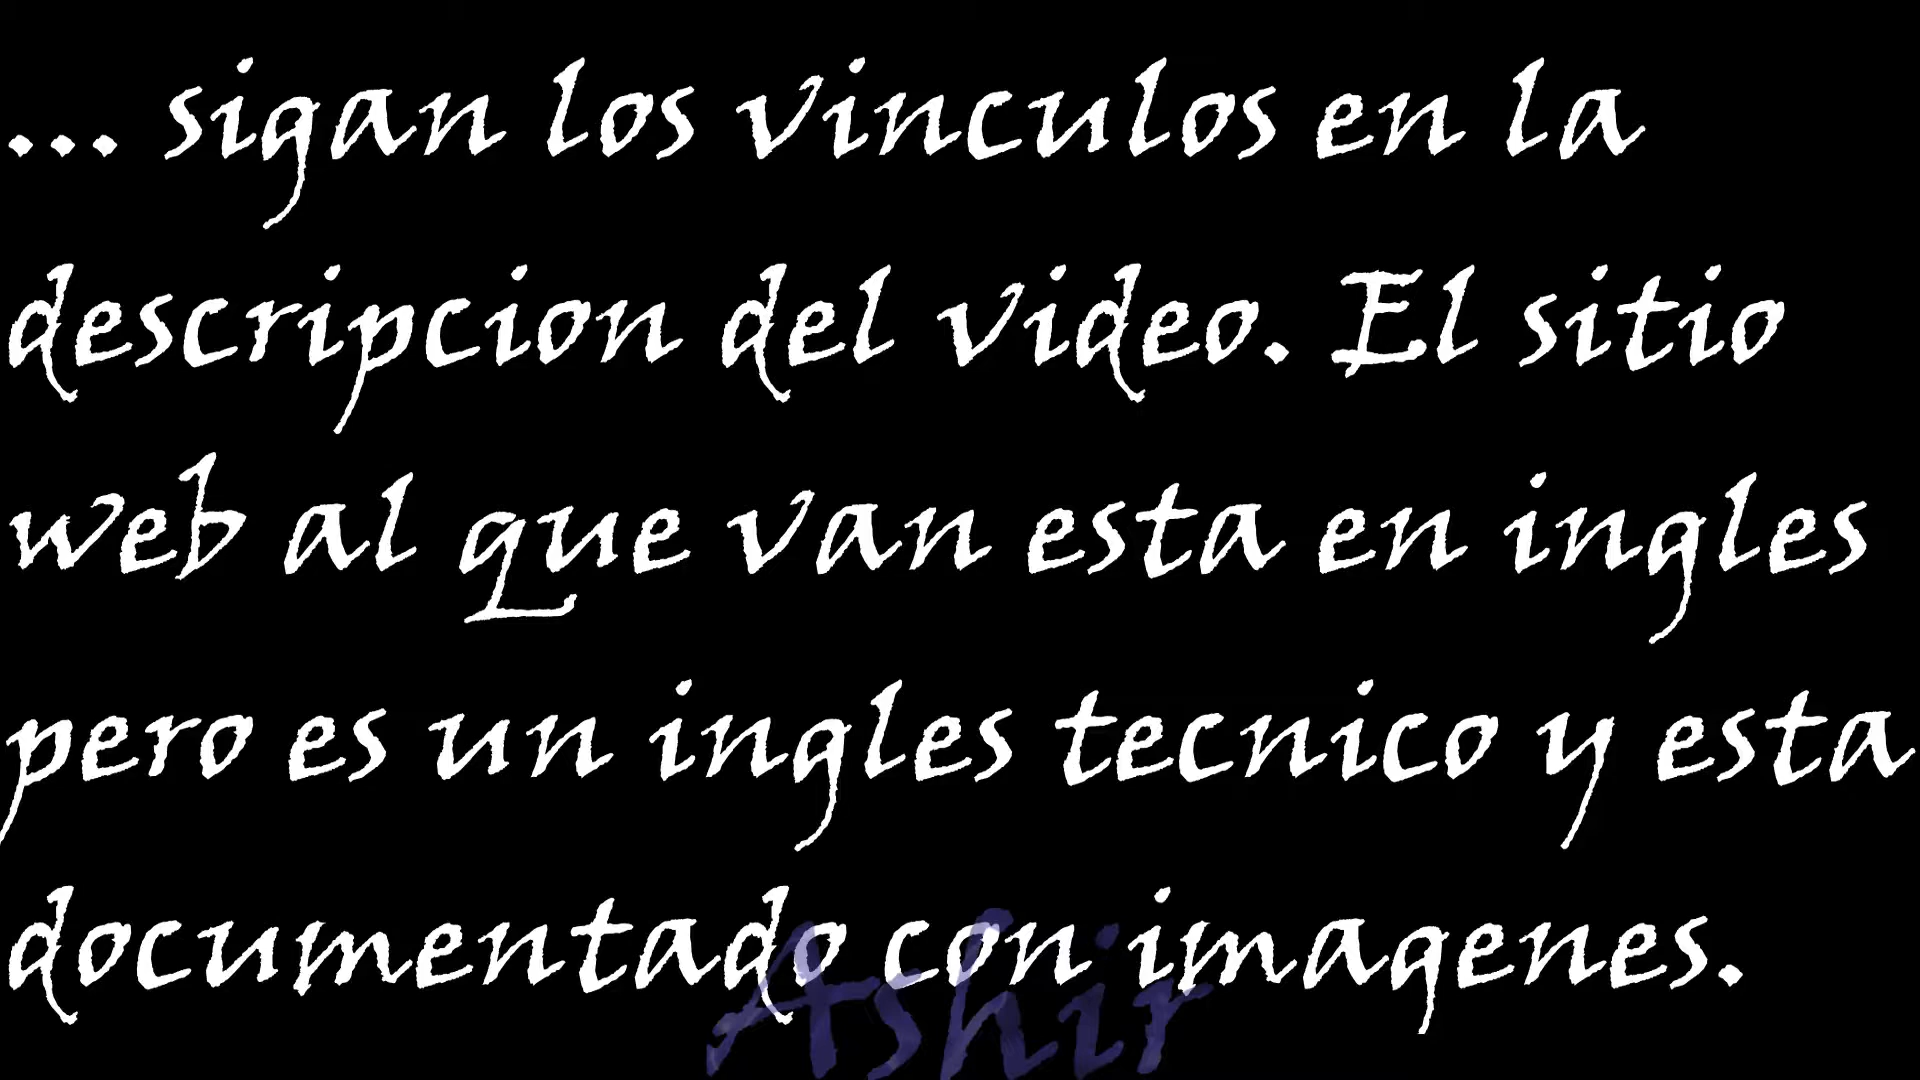 ... sigan los vinculos en la
descripcion del video. El sitio
web al que van esta en ingles
pero es un ingles tecnico y esta
documentado con imagenes.
Ashir